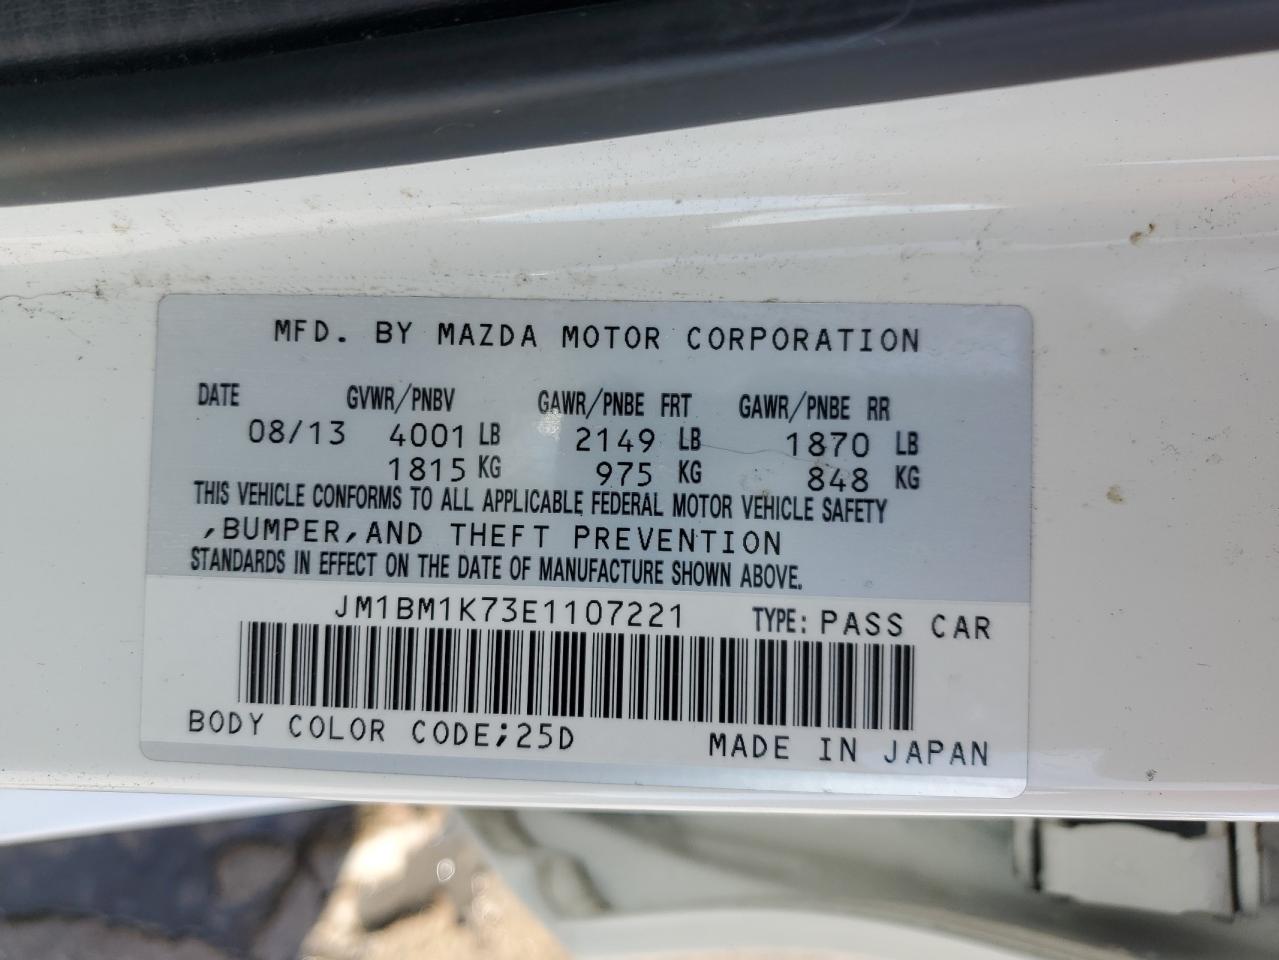 MFD. BY MAZDA MOTOR CORPORATION
DATE GVWR/PNBV GAWR/PNBE FRT GAWR/PNBE RR
08/13 4001 LB 2149 LB 1870 LB
1815 KG 975 KG 848 KG
THIS VEHICLE CONFORMS TO ALL APPLICABLE FEDERAL MOTOR VEHICLE SAFETY
,BUMPER,AND THEFT PREVENTION
STANDARDS IN EFFECT ON THE DATE OF MANUFACTURE SHOWN ABOVE.
JM1BM1K73E1107221 TYPE: PASS CAR
BODY COLOR CODE;25D MADE IN JAPAN